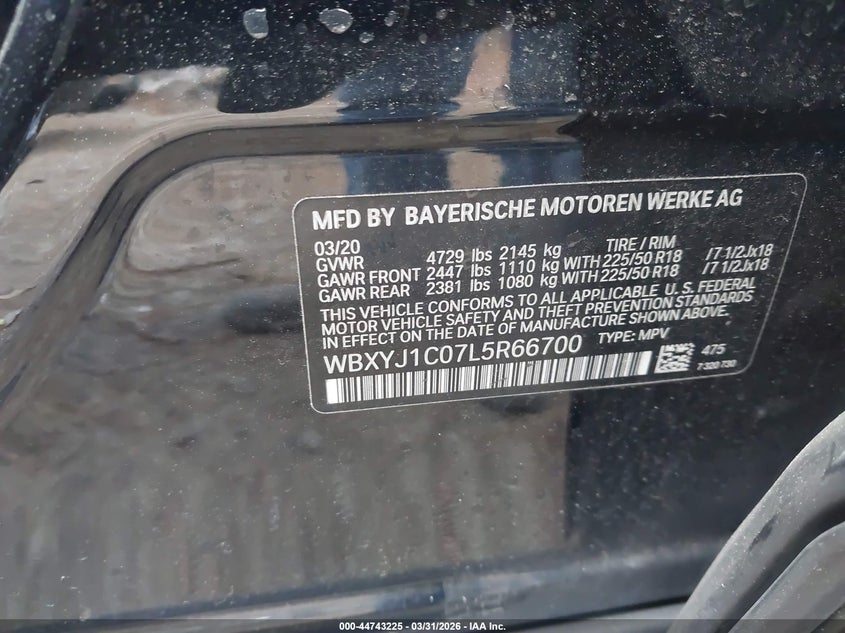 MFD BY BAYERISCHE MOTOREN WERKE AG
03/20 TIRE / RIM
GVWR 4729 lbs 2145 kg
GAWR FRONT 2447 lbs 1110 kg WITH 225/50 R18 /7 1/2Jx18
GAWR REAR 2381 lbs 1080 kg WITH 225/50 R18 /7 1/2Jx18
THIS VEHICLE CONFORMS TO ALL APPLICABLE U. S. FEDERAL
MOTOR VEHICLE SAFETY AND THEFT PREVENTION STANDARDS
IN EFFECT ON THE DATE OF MANUFACTURE SHOWN ABOVE.
WBXYJ1C07L5R66700 TYPE: MPV
475
7 320 730
000-44743225 - 03/31/2026 - IAA Inc.